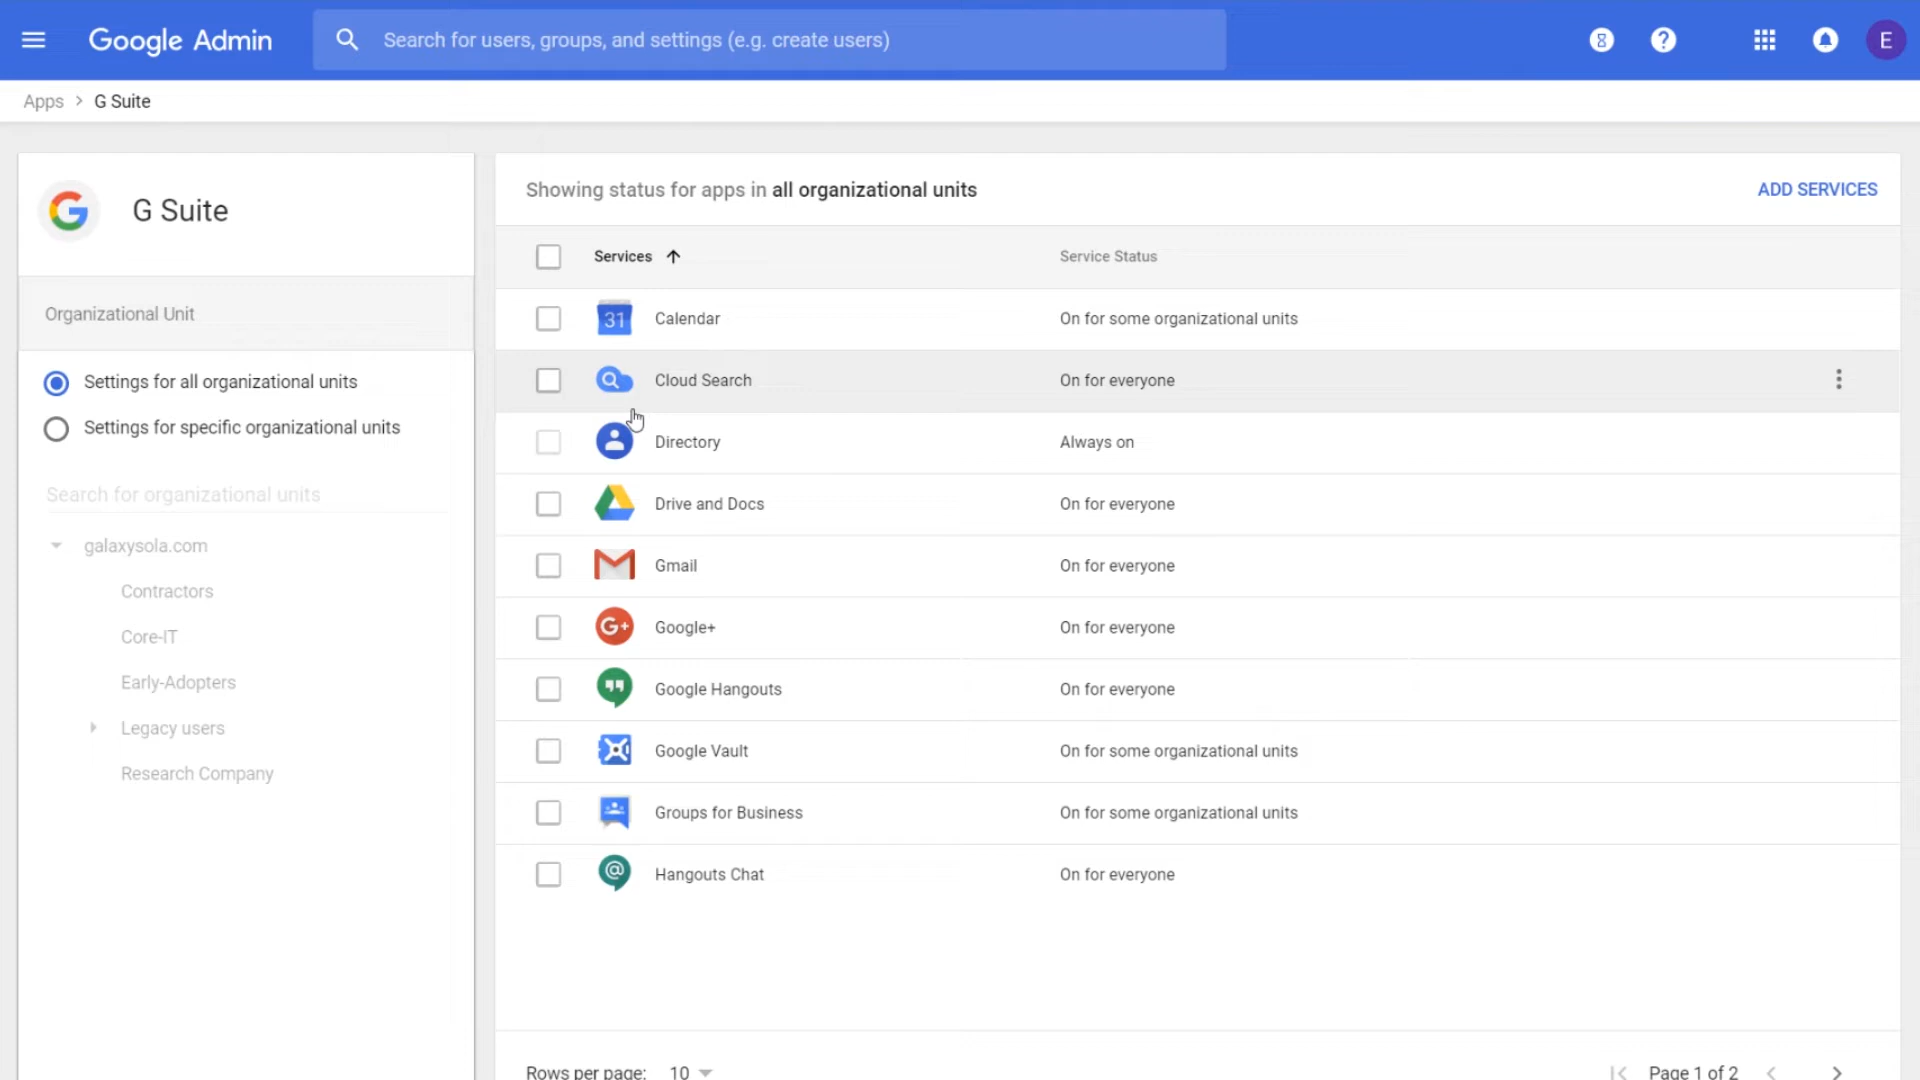 Google Admin
Search for users, groups, and settings (e.g. create users)
E
Apps > G Suite
G Suite
Organizational Unit
Settings for all organizational units
Settings for specific organizational units
Search for organizational units
galaxysola.com
Contractors
Core-IT
Early-Adopters
Legacy users
Research Company
Showing status for apps in all organizational units
ADD SERVICES
Services Service Status
31 Calendar On for some organizational units
Cloud Search On for everyone
Directory Always on
Drive and Docs On for everyone
Gmail On for everyone
G+ Google+ On for everyone
Google Hangouts On for everyone
Google Vault On for some organizational units
Groups for Business On for some organizational units
@ Hangouts Chat On for everyone
Rows per page: 10 Page 1 of 2